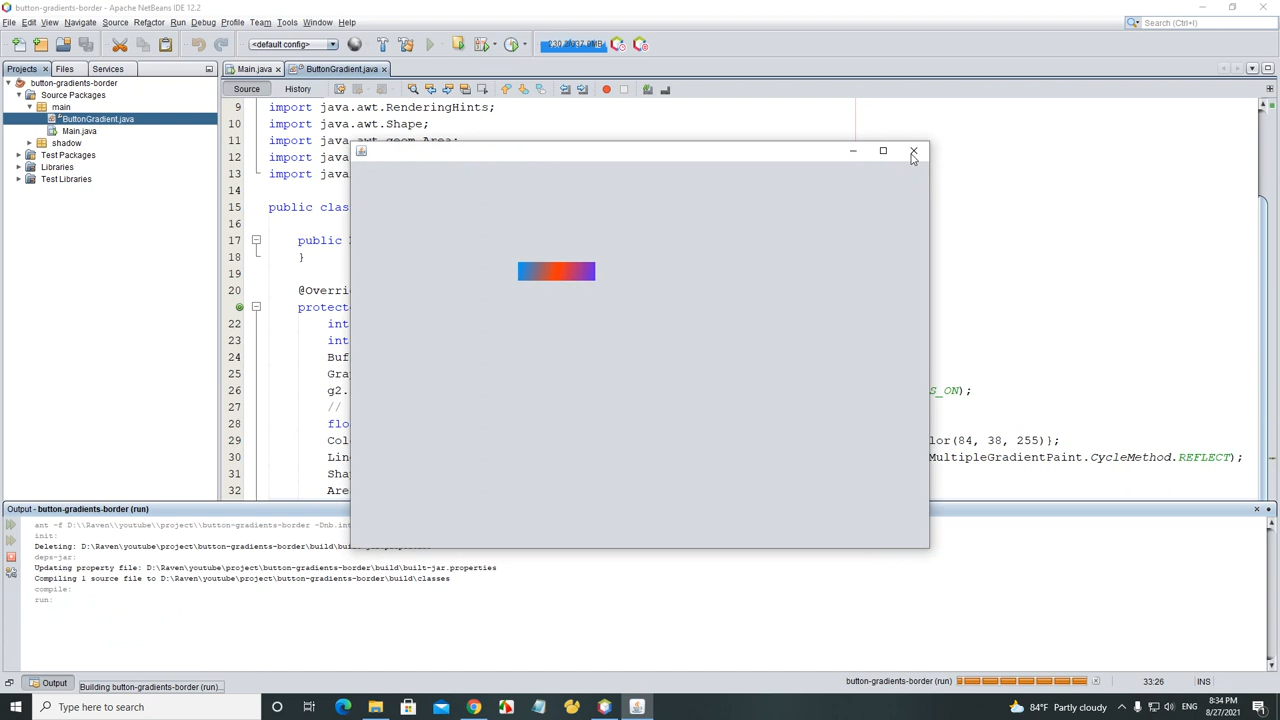 button-gradients-border - Apache NetBeans IDE 12.2
File Edit View Navigate Source Refactor Run Debug Profile Team Tools Window Help
Search (Ctrl+I)
<default config>
Projects Files Services
Main.java ButtonGradient.java
button-gradients-border
Source Packages
main
ButtonGradient.java
Main.java
shadow
Test Packages
Libraries
Test Libraries
Source History
9 import java.awt.RenderingHints;
10 import java.awt.Shape;
11 import java.awt.geom.Area;
12 import java
13 import java
14
15 public clas
16
17 public
18 }
19
20 @Overri
protect
22 int
23 int
24 Buf
25 Gra
26 g2. S_ON);
27 //
28 flo
29 Col lor(84, 38, 255)};
30 Lin MultipleGradientPaint.CycleMethod.REFLECT);
31 Sha
32 Are
Output - button-gradients-border (run)
ant -f D:\\Raven\\youtube\\project\\button-gradients-border -Dnb.int
init:
Deleting: D:\Raven\youtube\project\button-gradients-border\build\built-jar.properties
deps-jar:
Updating property file: D:\Raven\youtube\project\button-gradients-border\build\built-jar.properties
Compiling 1 source file to D:\Raven\youtube\project\button-gradients-border\build\classes
compile:
run:
Output
Building button-gradients-border (run)...
button-gradients-border (run)
33:26 INS
Type here to search
84°F Partly cloudy
ENG
8:34 PM
8/27/2021